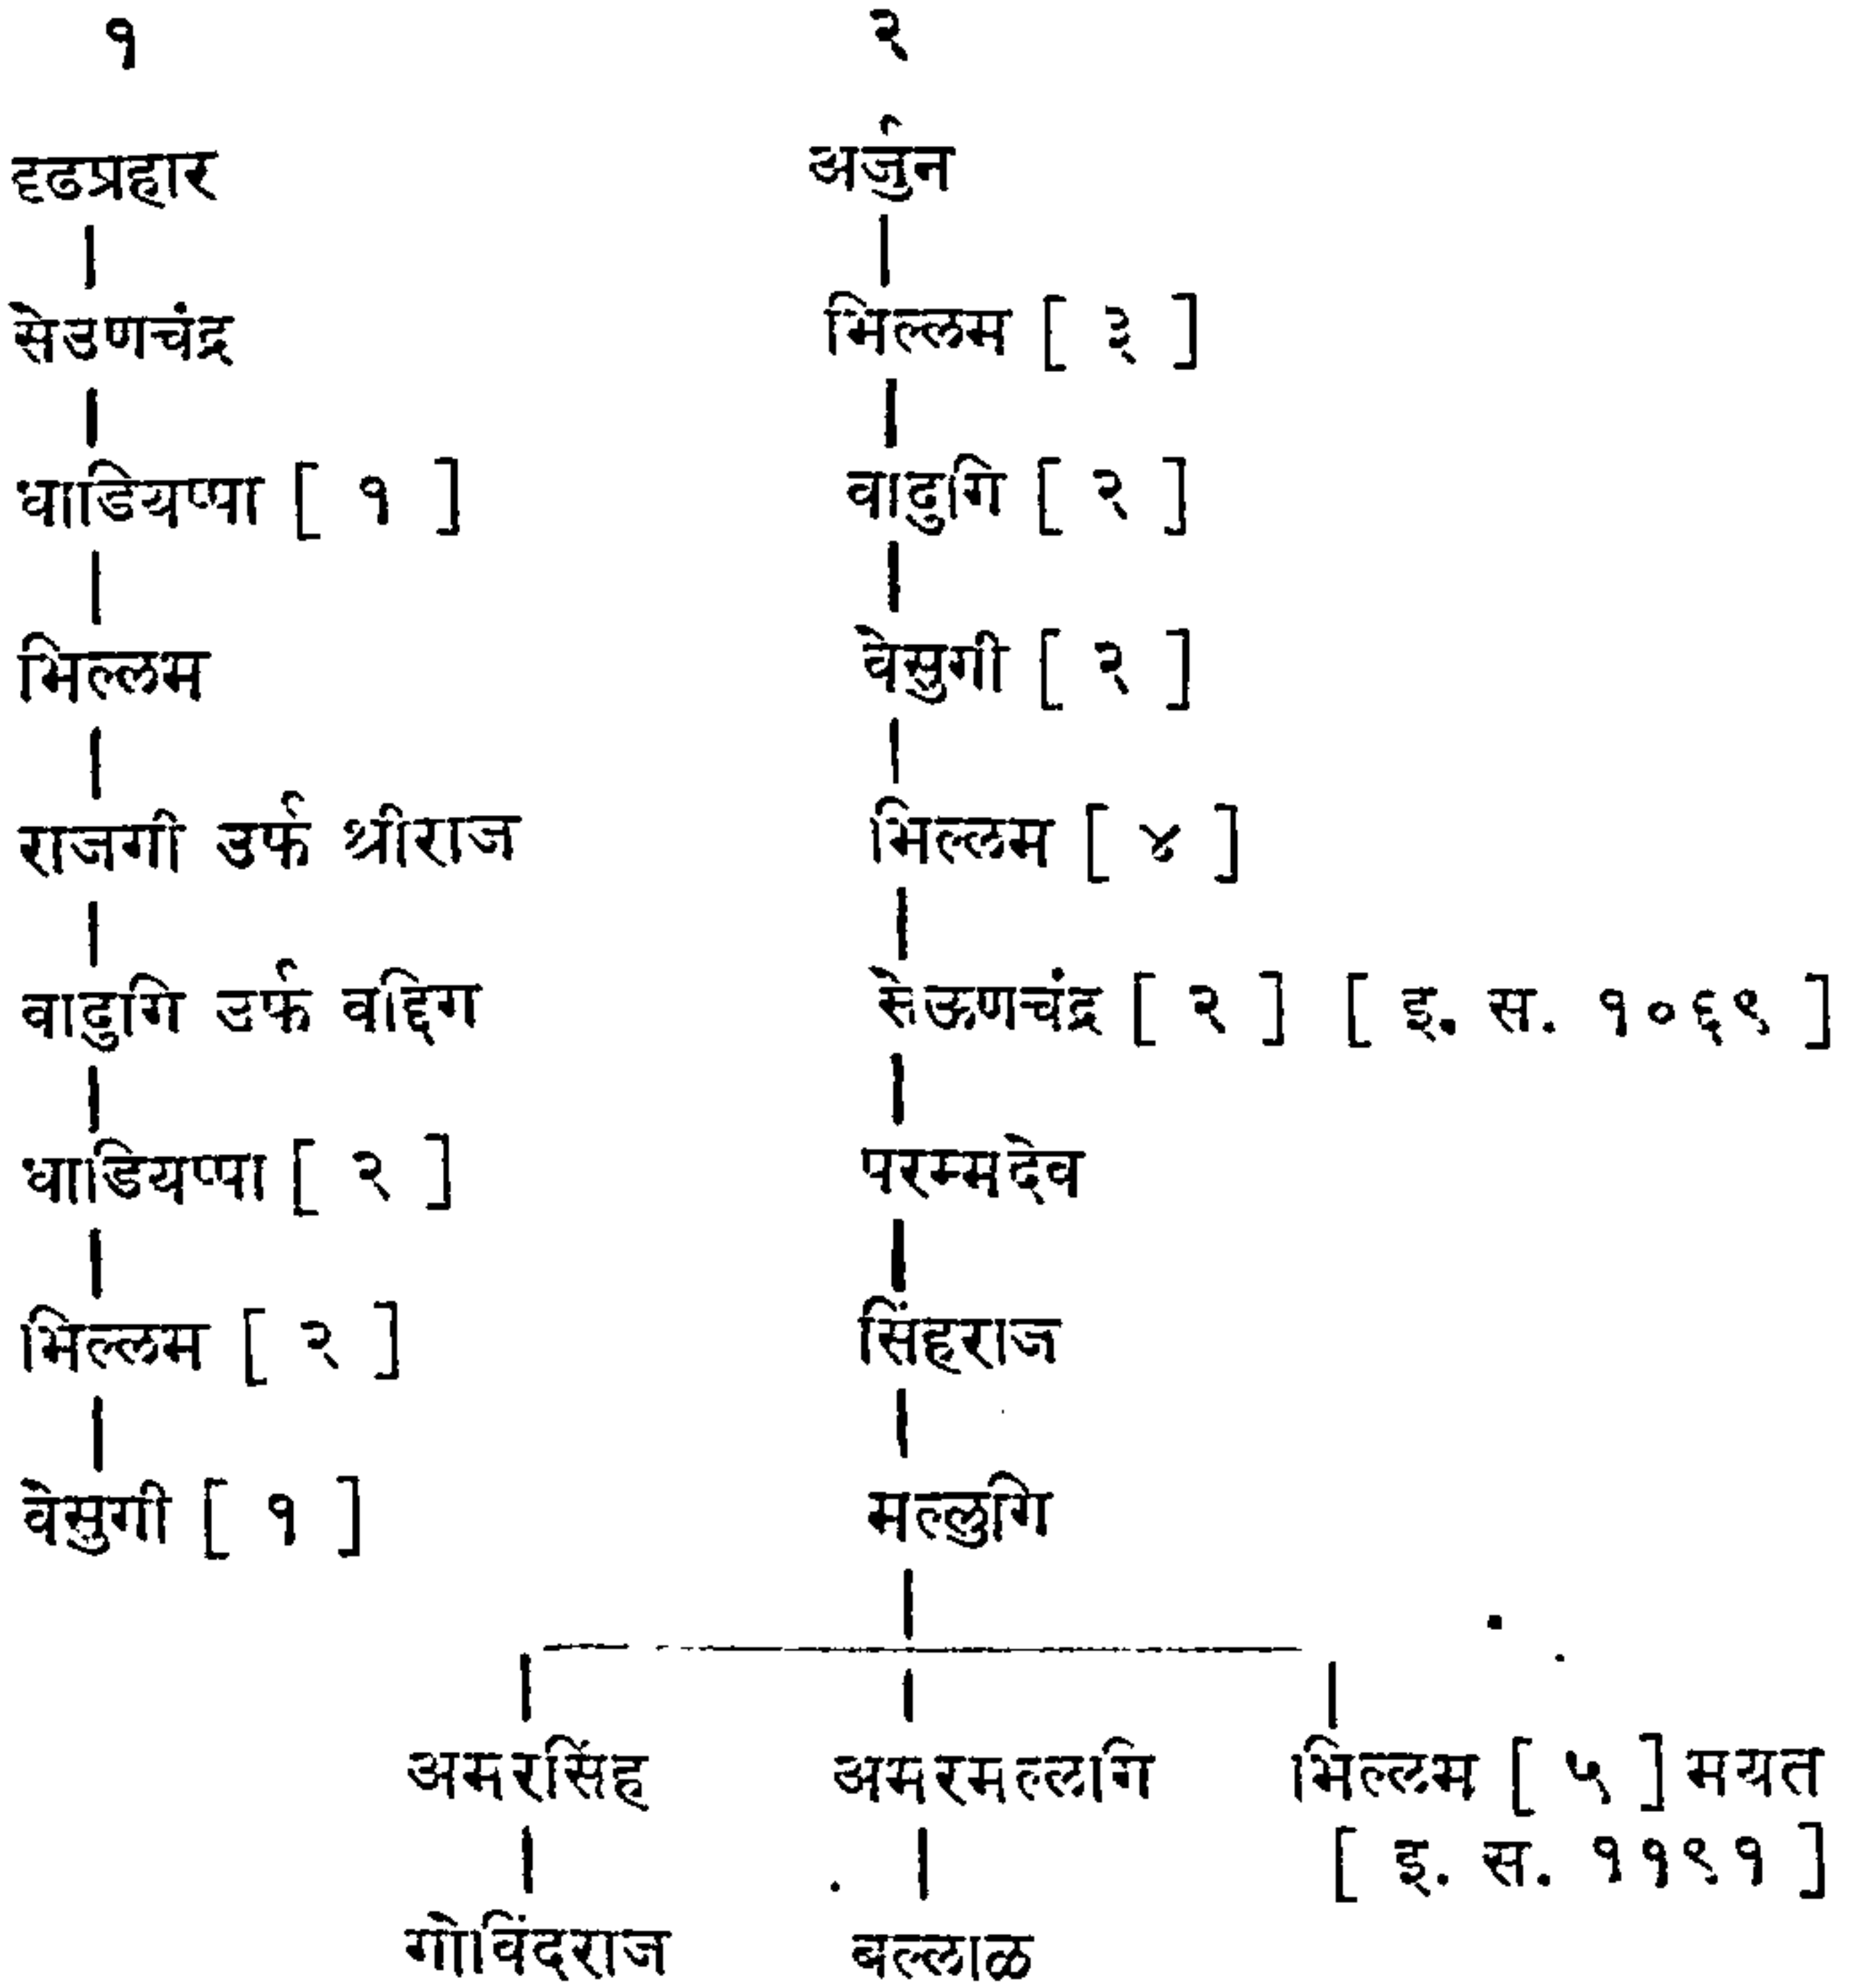 १
दृढप्रहार
सेउणचंद्र
धाडियप्पा [ १ ]
भिल्लम
राजगी उर्फ श्रीराज
वाडुगि उर्फ वद्दिग
धाडियप्पा [ २ ]
भिल्लम [ २ ]
वेसुगी [ १ ]
२
अर्जुन
भिल्लम [ ३ ]
वाढुगि [ २ ]
वेसुगी [ २ ]
भिल्लम [ ४ ]
सेऊणचंद्र [ २ ] [ इ. स. १०६९ ]
परम्मदेव
सिंहराज
मल्लुगि
अमरसिंह अमरमल्लगि भिल्लम [ ५ ] मयत
[ इ. स. ११९१ ]
गोविंदराज बल्लाळ